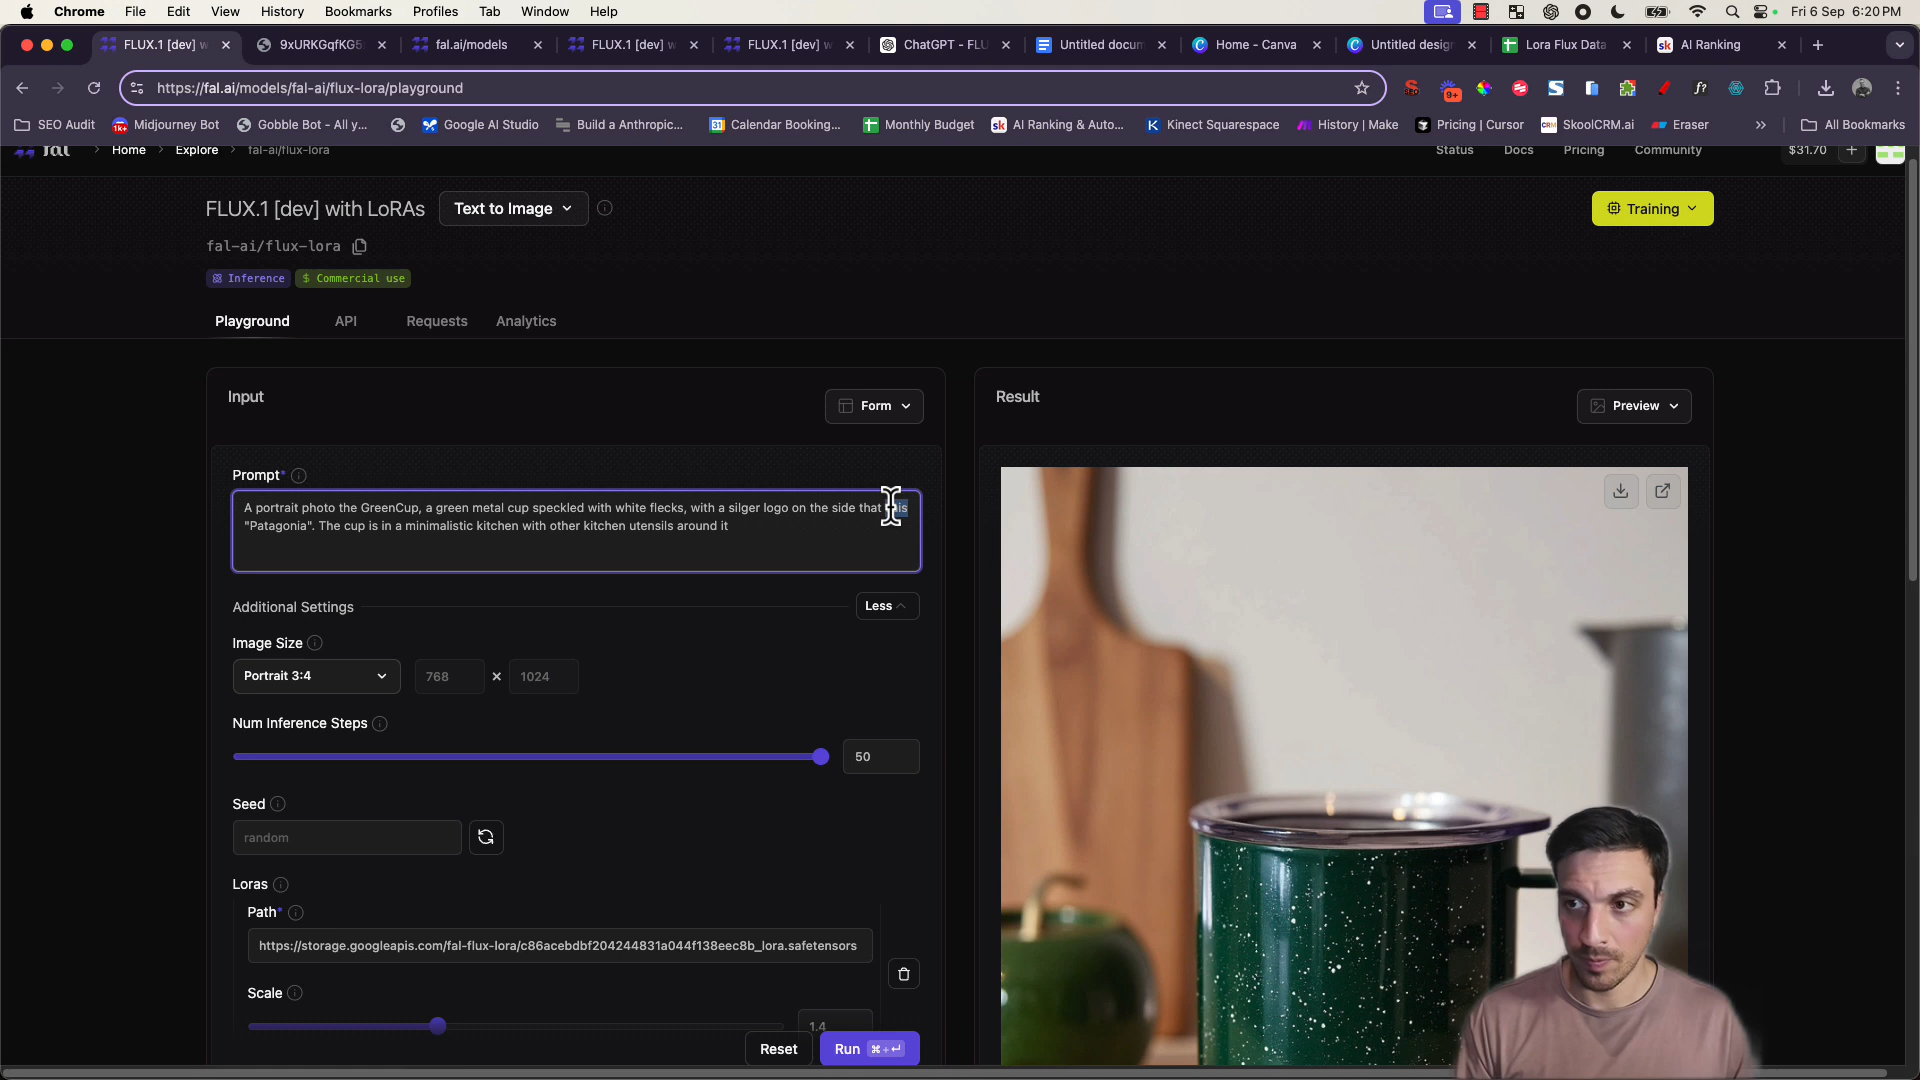 Chrome File Edit View History Bookmarks Profiles Tab Window Help Fri 6 Sep 6:20 PM
FLUX.1 [dev] w 9xURKGqfKG5 fal.ai/models FLUX.1 [dev] w FLUX.1 [dev] w ChatGPT - FLU Untitled docum Home - Canva Untitled desig Lora Flux Data AI Ranking
https://fal.ai/models/fal-ai/flux-lora/playground 9+ f?
SEO Audit Midjourney Bot Gobble Bot - All y... Google AI Studio Build a Anthropic... Calendar Booking... Monthly Budget AI Ranking & Auto... Kinect Squarespace History | Make Pricing | Cursor SkoolCRM.ai Eraser All Bookmarks
fal Home Explore fal-ai/flux-lora Status Docs Pricing Community $31.70
FLUX.1 [dev] with LoRAs Text to Image Training
fal-ai/flux-lora
Inference $ Commercial use
Playground API Requests Analytics
Input Form Result Preview
Prompt*
A portrait photo the GreenCup, a green metal cup speckled with white flecks, with a silger logo on the side that
"Patagonia". The cup is in a minimalistic kitchen with other kitchen utensils around it
Additional Settings Less
Image Size
Portrait 3:4 768 × 1024
Num Inference Steps
50
Seed
random
Loras
Path*
https://storage.googleapis.com/fal-flux-lora/c86acebdbf204244831a044f138eec8b_lora.safetensors
Scale
1.4
Reset Run ⌘+↵